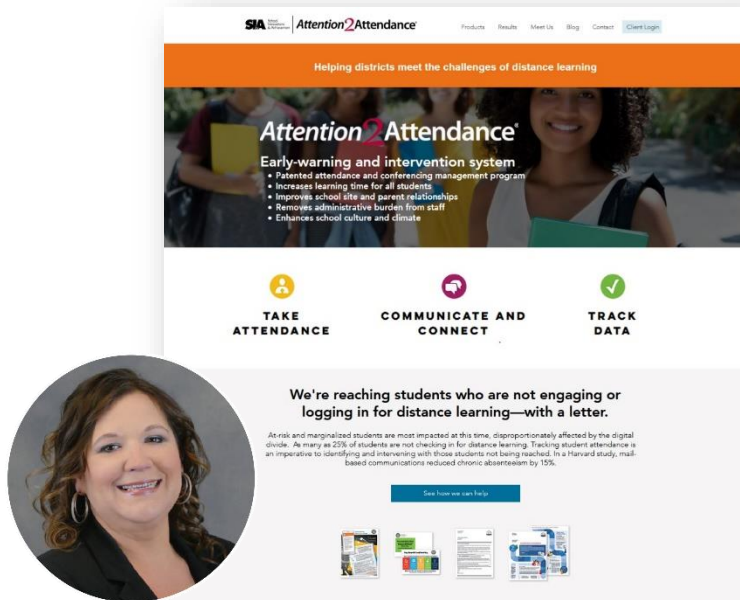 SIA School Innovations & Achievement Attention2Attendance®
Products Results Meet Us Blog Contact Client Login
Helping districts meet the challenges of distance learning
Attention2Attendance®
Early-warning and intervention system
• Patented attendance and conferencing management program
• Increases learning time for all students
• Improves school site and parent relationships
• Removes administrative burden from staff
• Enhances school culture and climate
TAKE
ATTENDANCE
COMMUNICATE AND
CONNECT
TRACK
DATA
We're reaching students who are not engaging or
logging in for distance learning—with a letter.
At-risk and marginalized students are most impacted at this time, disproportionately affected by the digital
divide. As many as 25% of students are not checking in for distance learning. Tracking student attendance is
an imperative to identifying and intervening with those students not being reached. In a Harvard study, mail-
based communications reduced chronic absenteeism by 15%.
See how we can help